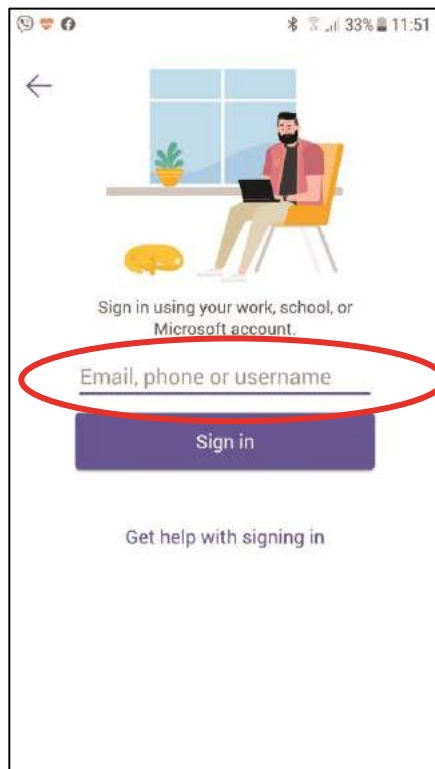 33% 11:51
Sign in using your work, school, or
Microsoft account.
Email, phone or username
Sign in
Get help with signing in